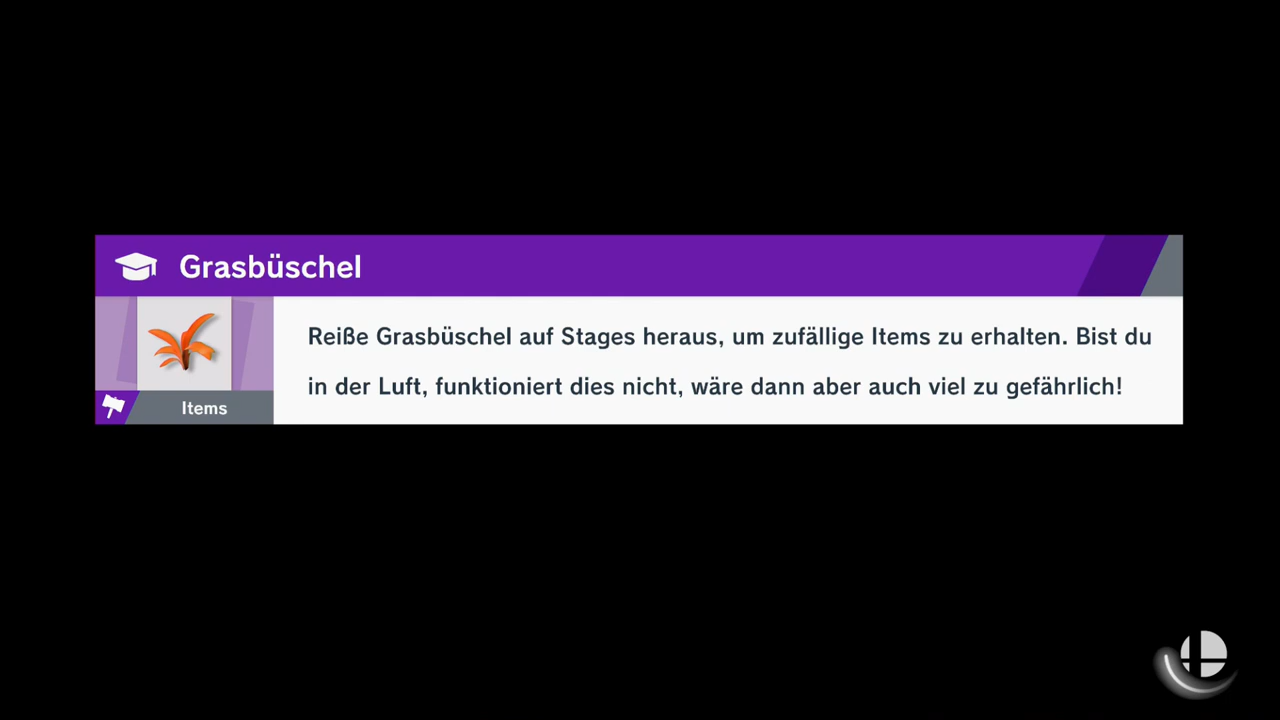 Grasbüschel
Reiße Grasbüschel auf Stages heraus, um zufällige Items zu erhalten. Bist du
in der Luft, funktioniert dies nicht, wäre dann aber auch viel zu gefährlich!
Items